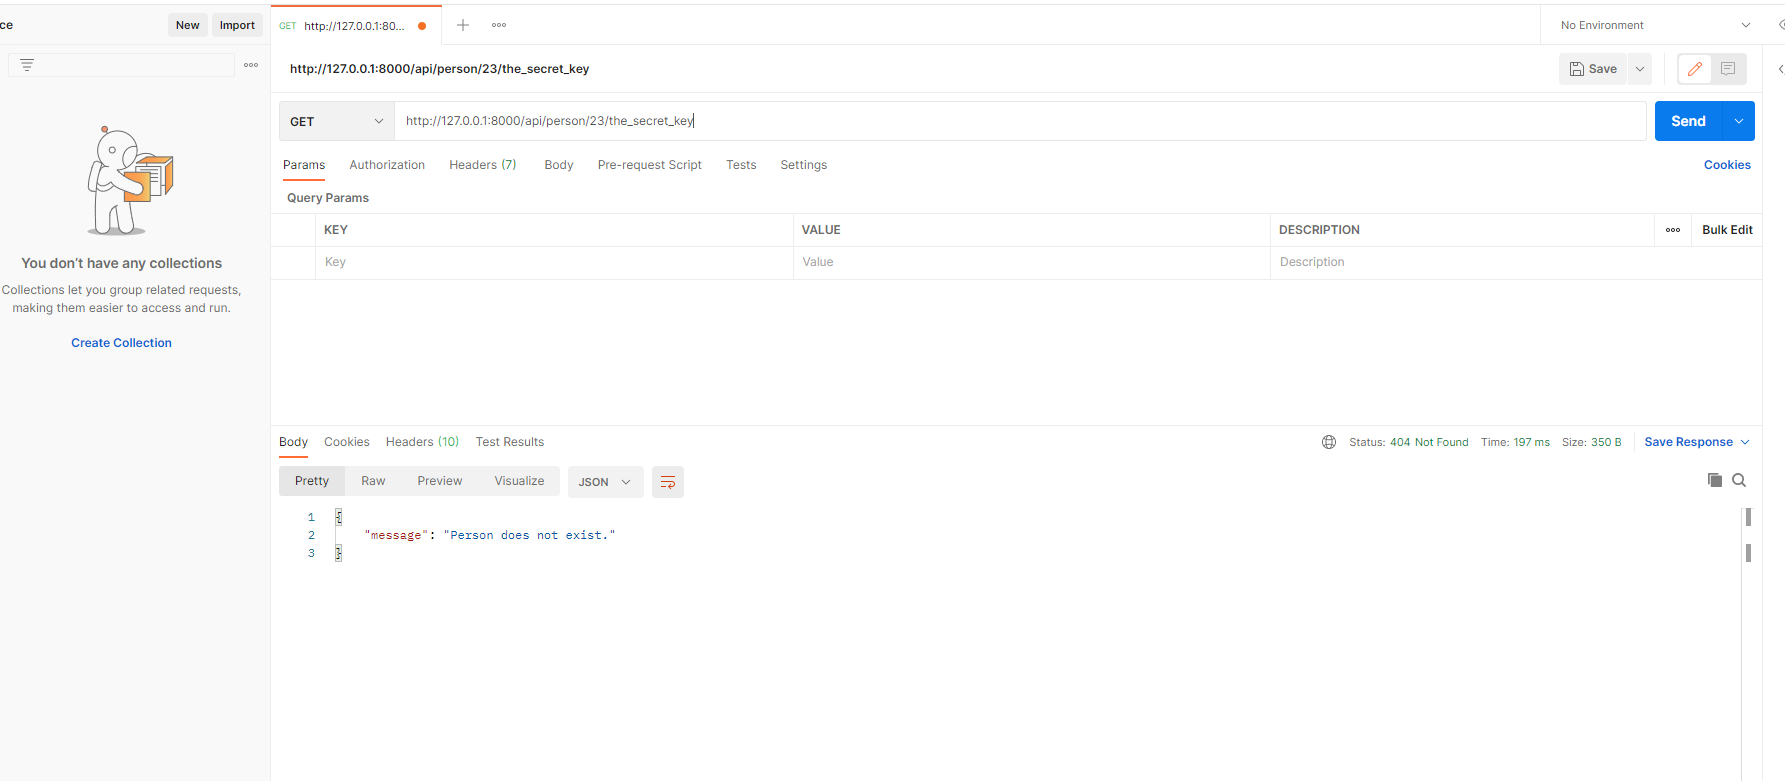 ce
New
Import
GET http://127.0.0.1:80...
No Environment
http://127.0.0.1:8000/api/person/23/the_secret_key
Save
GET
http://127.0.0.1:8000/api/person/23/the_secret_key
Send
Params
Authorization
Headers (7)
Body
Pre-request Script
Tests
Settings
Cookies
Query Params
KEY
VALUE
DESCRIPTION
Bulk Edit
Key
Value
Description
You don't have any collections
Collections let you group related requests,
making them easier to access and run.
Create Collection
Body
Cookies
Headers (10)
Test Results
Status: 404 Not Found
Time: 197 ms
Size: 350 B
Save Response
Pretty
Raw
Preview
Visualize
JSON
1 {
2 "message": "Person does not exist."
3 }